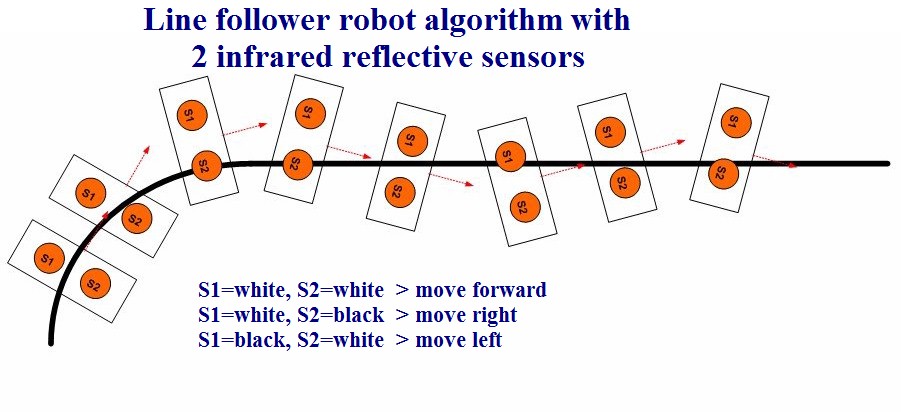 Line follower robot algorithm with
2 infrared reflective sensors
S1
S2
S1
S2
S1
S2
S1
S2
S1
S2
S1
S2
S1
S2
S1
S2
S1=white, S2=white > move forward
S1=white, S2=black > move right
S1=black, S2=white > move left